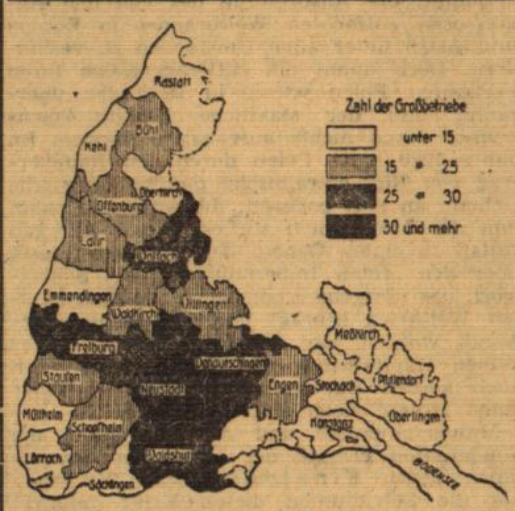 Rastatt
Zahl der Großbetriebe
unter 15
15 " 25
25 " 30
30 und mehr
Bühl
Kehl
Oberkirch
Offenburg
Lahr
Wolfach
Emmendingen
Waldkirch
Villingen
Freiburg
Donaueschingen
Meßkirch
Staufen
Neustadt
Engen
Stockach
Pfullendorf
Müllheim
Schopfheim
Konstanz
Überlingen
Lörrach
Waldshut
Säckingen
BODENSEE